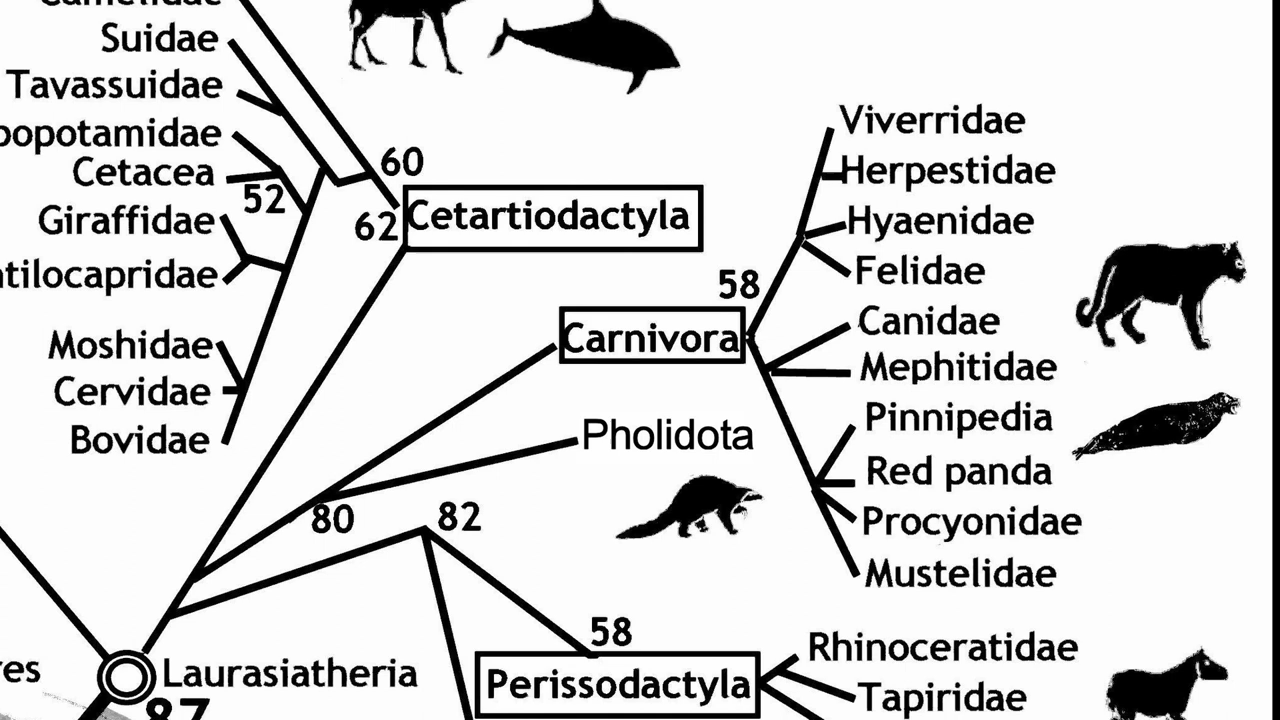 Suidae
Tavassuidae
Cetacea
52
Giraffidae
Moshidae
Cervidae
Bovidae
60
62
Cetartiodactyla
58
Carnivora
Pholidota
80
82
Viverridae
Herpestidae
Hyaenidae
Felidae
Canidae
Mephitidae
Pinnipedia
Red panda
Procyonidae
Mustelidae
58
Perissodactyla
Rhinoceratidae
Tapiridae
Laurasiatheria
87